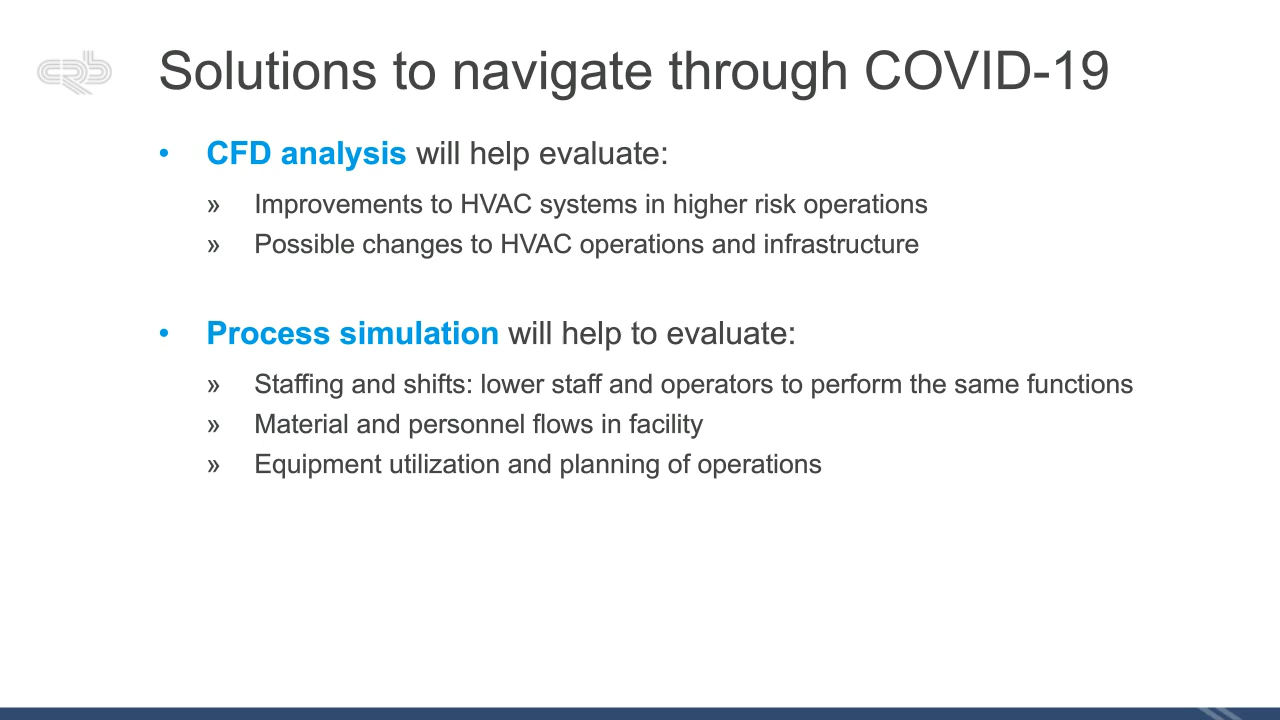 CRB
Solutions to navigate through COVID-19
• CFD analysis will help evaluate:
» Improvements to HVAC systems in higher risk operations
» Possible changes to HVAC operations and infrastructure
• Process simulation will help to evaluate:
» Staffing and shifts: lower staff and operators to perform the same functions
» Material and personnel flows in facility
» Equipment utilization and planning of operations